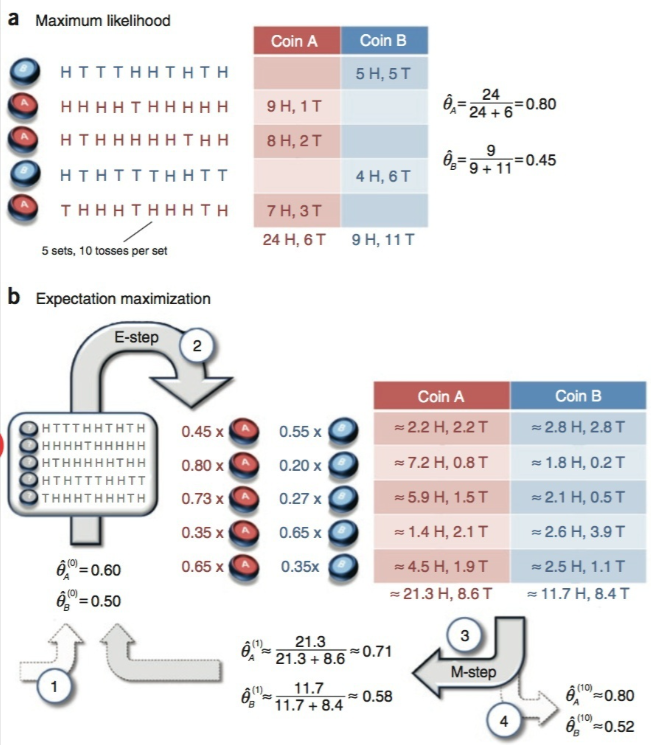 a Maximum likelihood
Coin A Coin B
B H T T T H H T H T H 5 H, 5 T
A H H H H T H H H H H 9 H, 1 T
A H T H H H H H T H H 8 H, 2 T
B H T H T T T H H T T 4 H, 6 T
A T H H H T H H H T H 7 H, 3 T
24 H, 6 T 9 H, 11 T
5 sets, 10 tosses per set
θ̂A = 24 / 24 + 6 = 0.80
θ̂B = 9 / 9 + 11 = 0.45
b Expectation maximization
E-step 2
Coin A Coin B
HTTTHHTHTH 0.45 x A 0.55 x B ≈ 2.2 H, 2.2 T ≈ 2.8 H, 2.8 T
HHHHTHHHHH 0.80 x A 0.20 x B ≈ 7.2 H, 0.8 T ≈ 1.8 H, 0.2 T
HTHHHHHTHH 0.73 x A 0.27 x B ≈ 5.9 H, 1.5 T ≈ 2.1 H, 0.5 T
HTHTTTHHTT 0.35 x A 0.65 x B ≈ 1.4 H, 2.1 T ≈ 2.6 H, 3.9 T
THHHTHHHTH 0.65 x A 0.35x B ≈ 4.5 H, 1.9 T ≈ 2.5 H, 1.1 T
≈ 21.3 H, 8.6 T ≈ 11.7 H, 8.4 T
θ̂A(0) = 0.60
θ̂B(0) = 0.50
1
θ̂A(1) ≈ 21.3 / 21.3 + 8.6 ≈ 0.71
θ̂B(1) ≈ 11.7 / 11.7 + 8.4 ≈ 0.58
3
M-step
4
θ̂A(10) ≈ 0.80
θ̂B(10) ≈ 0.52